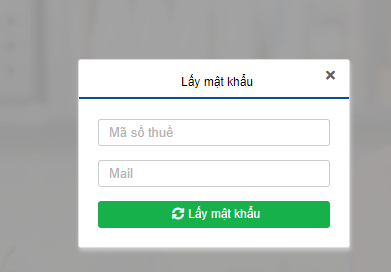 Lấy mật khẩu
Mã số thuế
Mail
Lấy mật khẩu